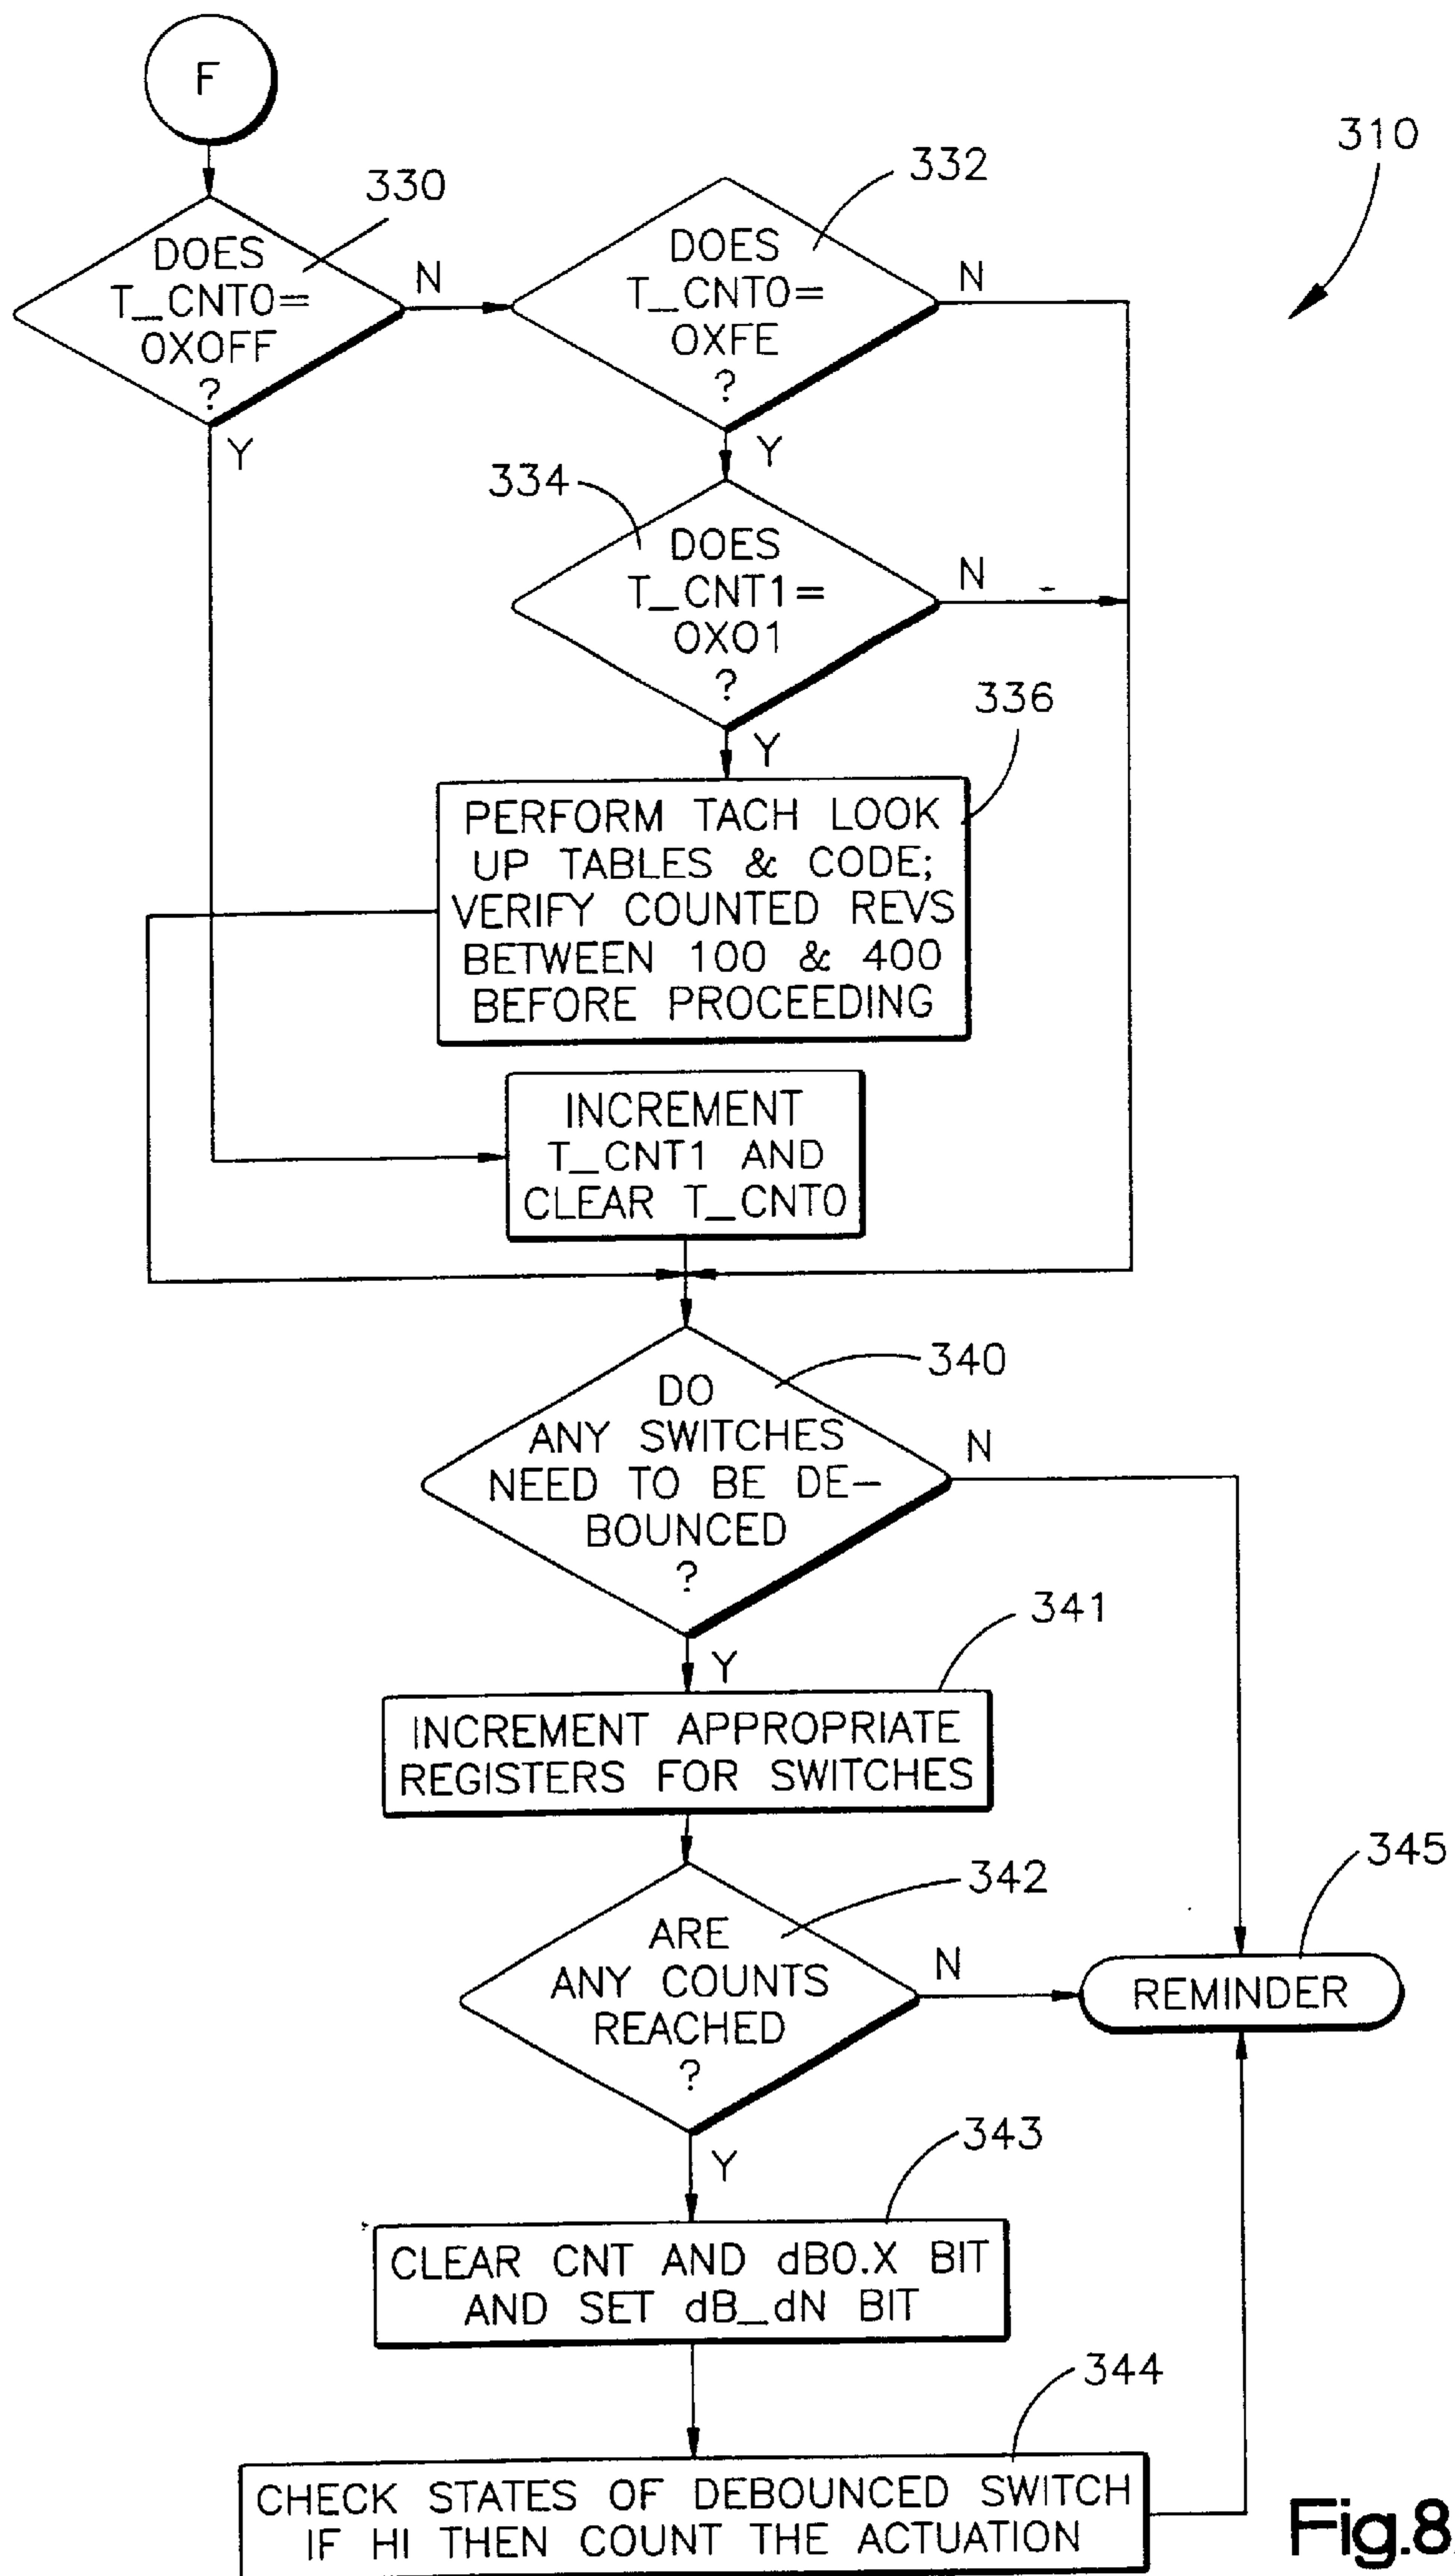 F
310
330
DOES
T_CNT0=
0X0FF
?
N
Y
332
DOES
T_CNT0=
0XFE
?
N
Y
334
DOES
T_CNT1=
0X01
?
N
Y
336
PERFORM TACH LOOK
UP TABLES & CODE;
VERIFY COUNTED REVS
BETWEEN 100 & 400
BEFORE PROCEEDING
INCREMENT
T_CNT1 AND
CLEAR T_CNT0
340
DO
ANY SWITCHES
NEED TO BE DE-
BOUNCED
?
N
Y
341
INCREMENT APPROPRIATE
REGISTERS FOR SWITCHES
342
ARE
ANY COUNTS
REACHED
?
N
Y
345
REMINDER
343
CLEAR CNT AND dB0.X BIT
AND SET dB_dN BIT
344
CHECK STATES OF DEBOUNCED SWITCH
IF HI THEN COUNT THE ACTUATION
Fig.8